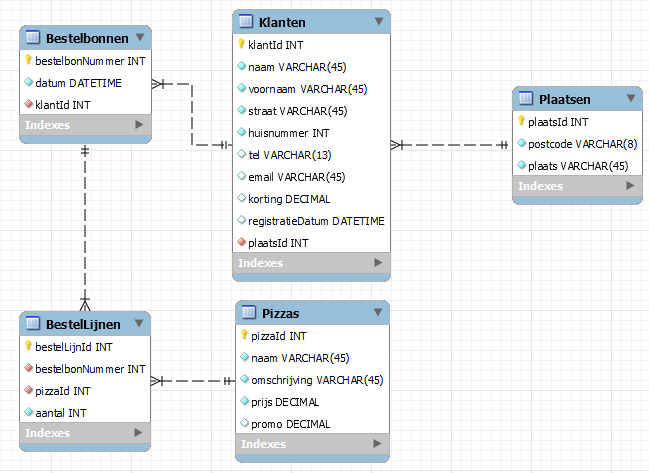 Bestelbonnen
bestelbonNummer INT
datum DATETIME
klantId INT
Indexes
Klanten
klantId INT
naam VARCHAR(45)
voornaam VARCHAR(45)
straat VARCHAR(45)
huisnummer INT
tel VARCHAR(13)
email VARCHAR(45)
korting DECIMAL
registratieDatum DATETIME
plaatsId INT
Indexes
Plaatsen
plaatsId INT
postcode VARCHAR(8)
plaats VARCHAR(45)
Indexes
BestelLijnen
bestelLijnId INT
bestelbonNummer INT
pizzaId INT
aantal INT
Indexes
Pizzas
pizzaId INT
naam VARCHAR(45)
omschrijving VARCHAR(45)
prijs DECIMAL
promo DECIMAL
Indexes